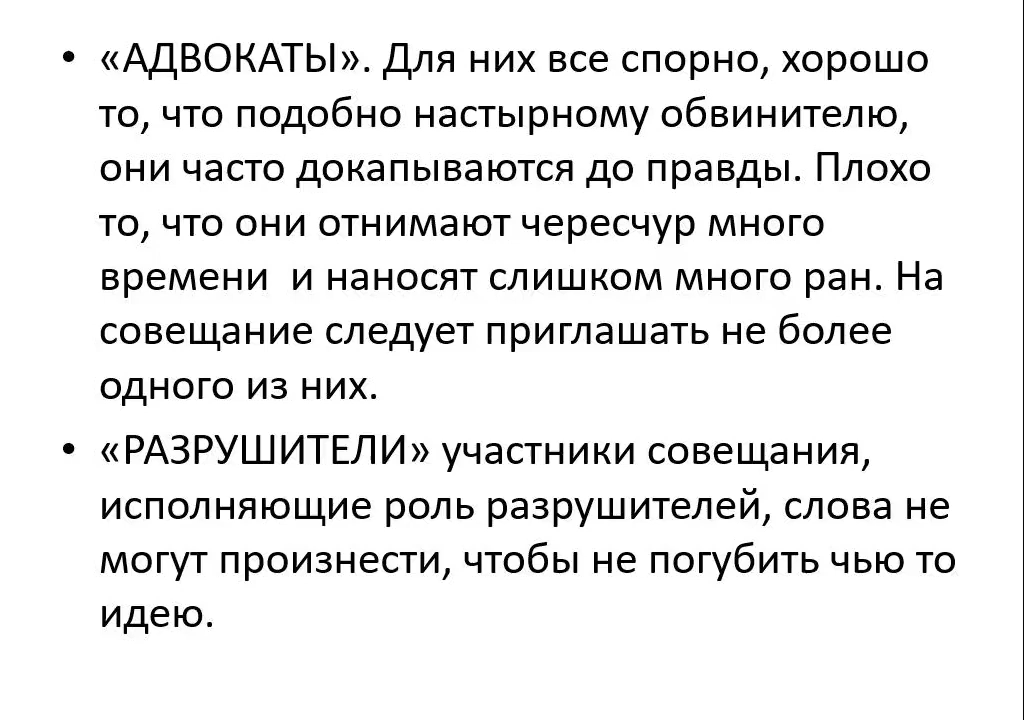 • «АДВОКАТЫ». Для них все спорно, хорошо
то, что подобно настырному обвинителю,
они часто докапываются до правды. Плохо
то, что они отнимают чересчур много
времени  и наносят слишком много ран. На
совещание следует приглашать не более
одного из них.
• «РАЗРУШИТЕЛИ» участники совещания,
исполняющие роль разрушителей, слова не
могут произнести, чтобы не погубить чью то
идею.